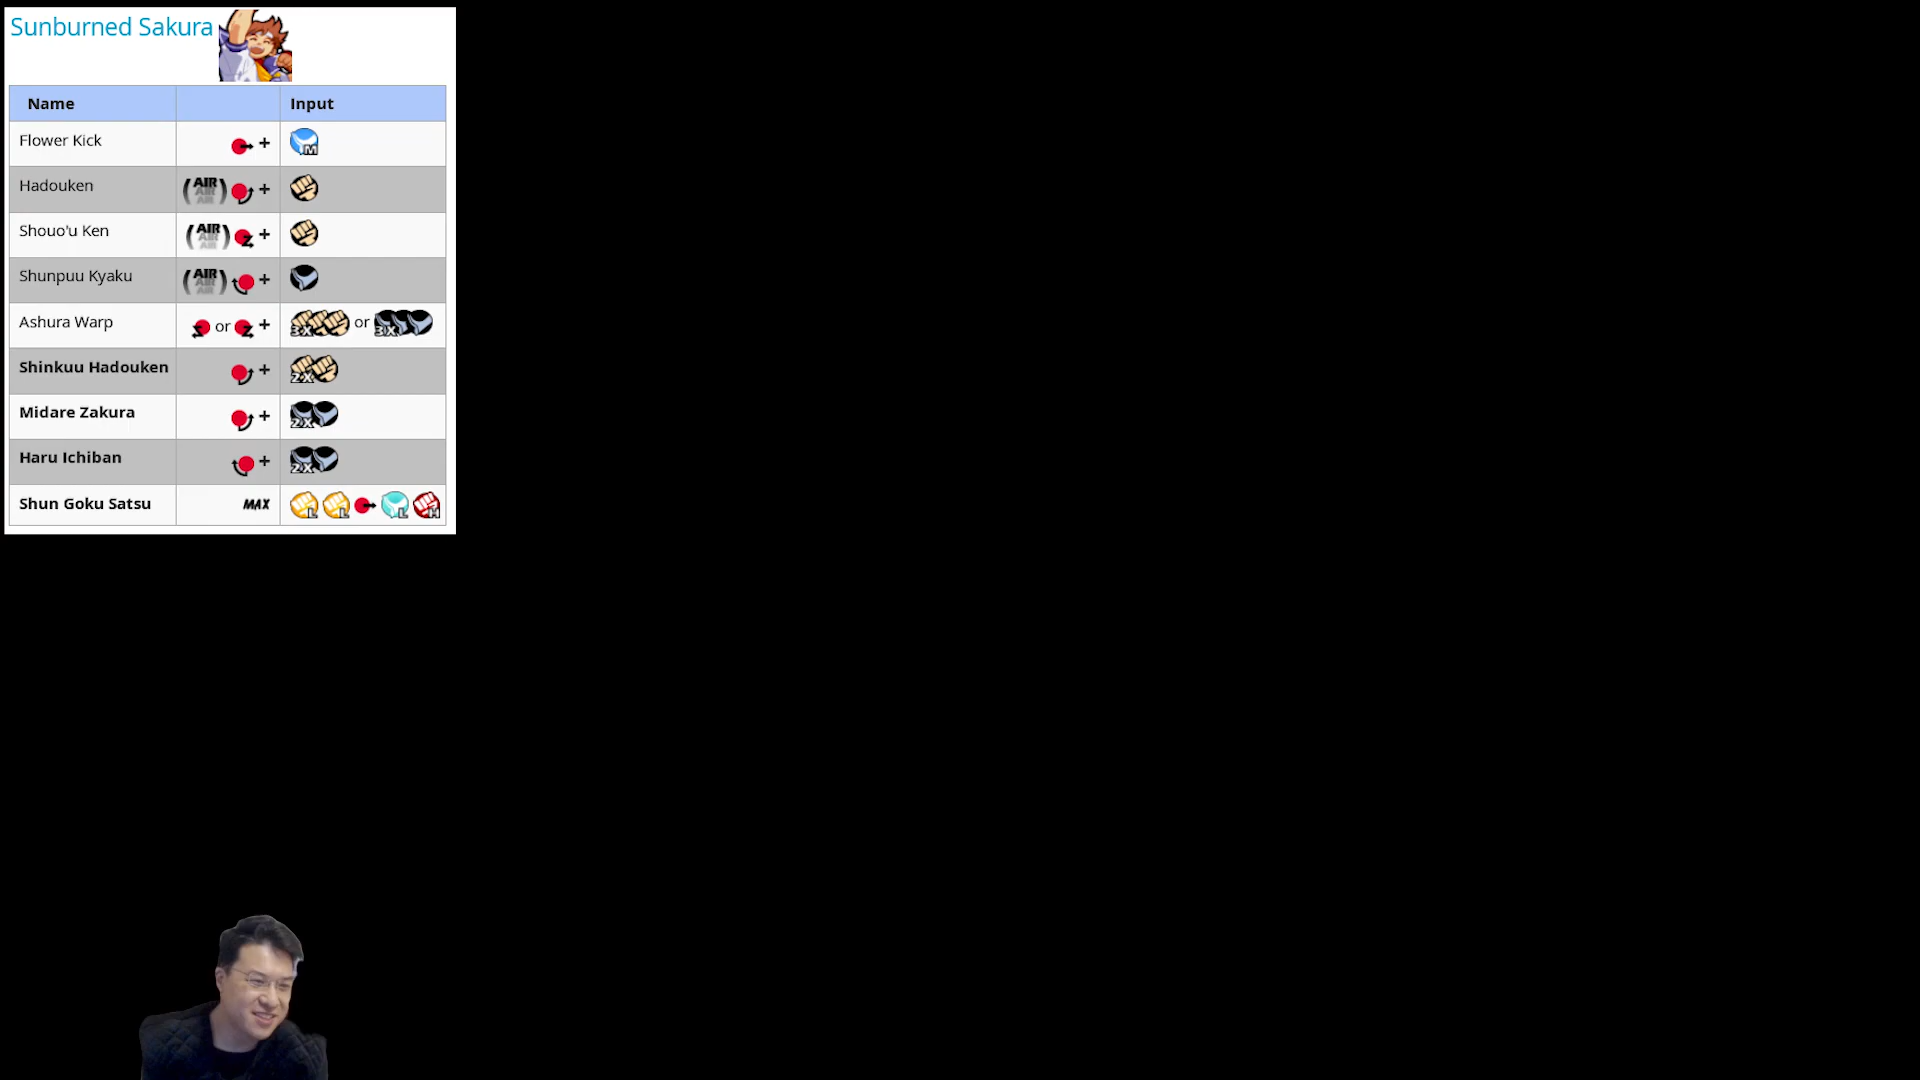 Sunburned Sakura
Name Input
Flower Kick + M
Hadouken (AIR) +
Shouo'u Ken (AIR) +
Shunpuu Kyaku (AIR) +
Ashura Warp or + 3X or 3X
Shinkuu Hadouken + 2X
Midare Zakura + 2X
Haru Ichiban + 2X
Shun Goku Satsu MAX L L L H